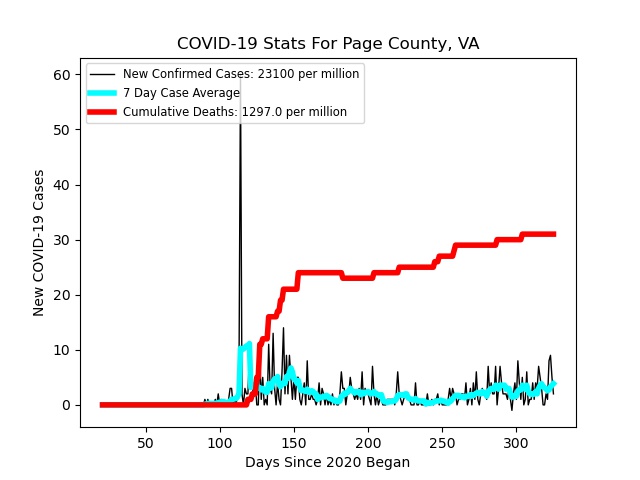 COVID-19 Stats For Page County, VA
New Confirmed Cases: 23100 per million
7 Day Case Average
Cumulative Deaths: 1297.0 per million
New COVID-19 Cases
60
50
40
30
20
10
0
50 100 150 200 250 300
Days Since 2020 Began